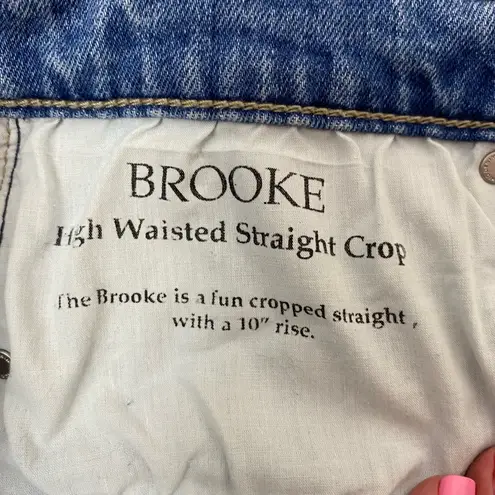 BROOKE
High Waisted Straight Crop
The Brooke is a fun cropped straight,
with a 10" rise.